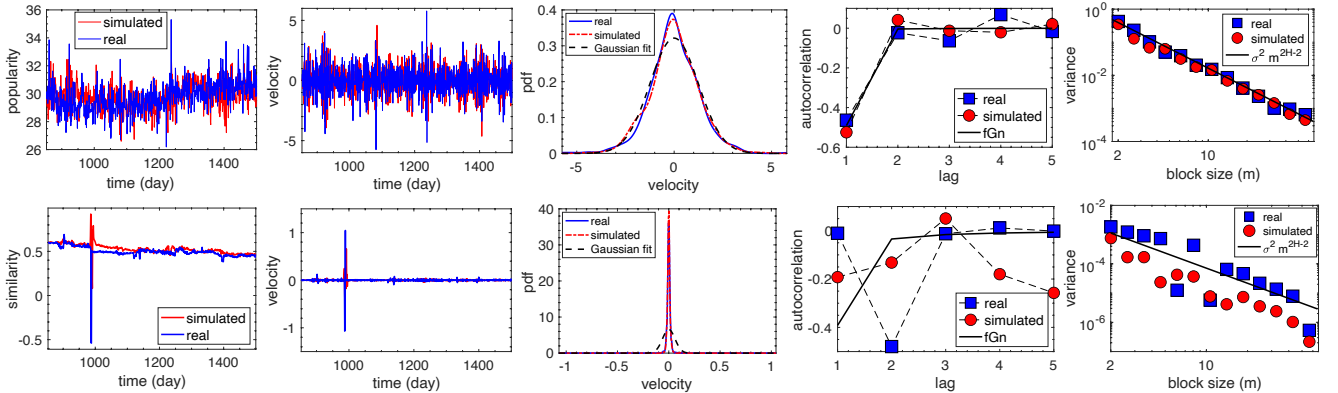 36
34
32
30
28
26
popularity
simulated
real
1000
1200
1400
time (day)
5
0
-5
velocity
1000
1200
1400
time (day)
0.4
0.3
0.2
0.1
0
pdf
real
simulated
Gaussian fit
-5
0
5
velocity
0
-0.2
-0.4
-0.6
autocorrelation
real
simulated
fGn
1
2
3
4
5
lag
10^0
10^-2
10^-4
variance
real
simulated
σ^2 m^{2H-2}
2
10
block size (m)
1
0.5
0
-0.5
similarity
simulated
real
1000
1200
1400
time (day)
1
0
-1
velocity
1000
1200
1400
time (day)
40
30
20
10
0
pdf
real
simulated
Gaussian fit
-1
0
1
velocity
0
-0.2
-0.4
autocorrelation
real
simulated
fGn
1
2
3
4
5
lag
10^-2
10^-4
10^-6
variance
real
simulated
σ^2 m^{2H-2}
2
10
block size (m)